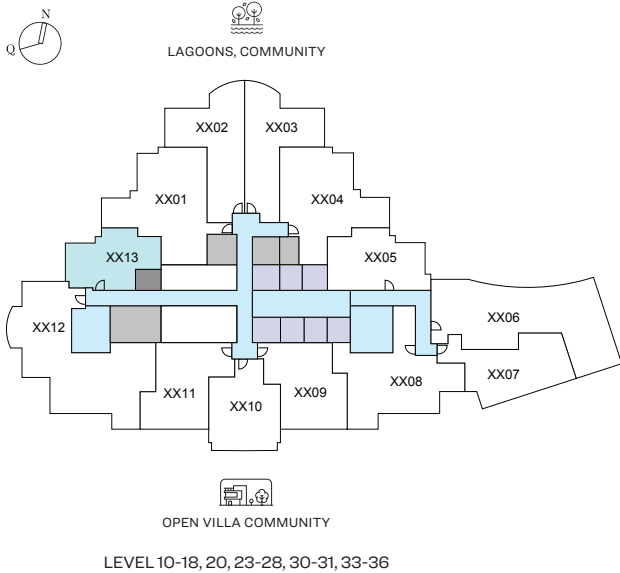 N
Q
LAGOONS, COMMUNITY
XX02 XX03
XX01 XX04
XX13 XX05
XX12 XX06
XX07
XX11 XX10 XX09 XX08
OPEN VILLA COMMUNITY
LEVEL 10-18, 20, 23-28, 30-31, 33-36